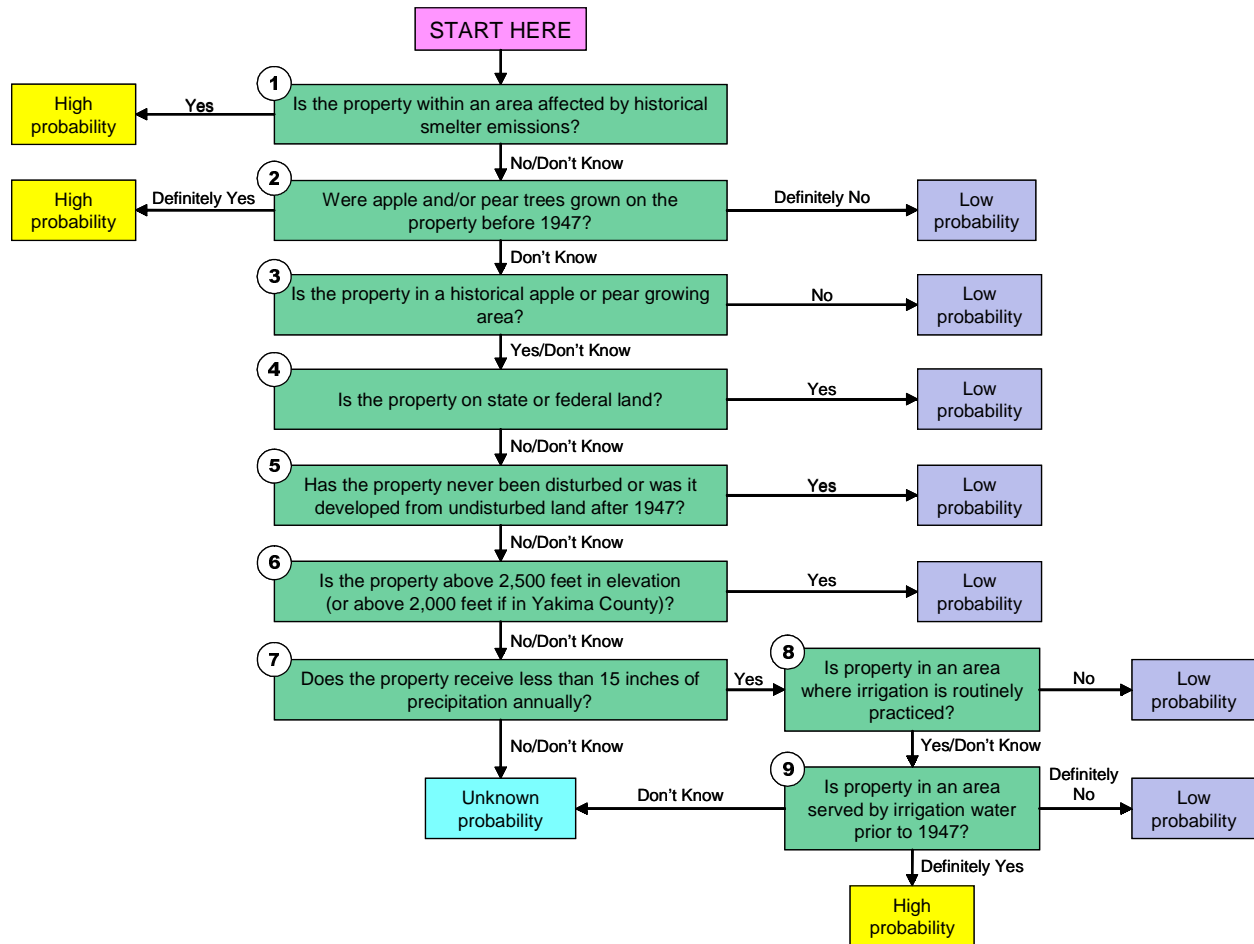 START HERE
1
Is the property within an area affected by historical
smelter emissions?
Yes
High
probability
No/Don't Know
2
Were apple and/or pear trees grown on the
property before 1947?
Definitely Yes
High
probability
Definitely No
Low
probability
Don't Know
3
Is the property in a historical apple or pear growing
area?
No
Low
probability
Yes/Don't Know
4
Is the property on state or federal land?
Yes
Low
probability
No/Don't Know
5
Has the property never been disturbed or was it
developed from undisturbed land after 1947?
Yes
Low
probability
No/Don't Know
6
Is the property above 2,500 feet in elevation
(or above 2,000 feet if in Yakima County)?
Yes
Low
probability
No/Don't Know
7
Does the property receive less than 15 inches of
precipitation annually?
Yes
8
Is property in an area
where irrigation is routinely
practiced?
No
Low
probability
No/Don't Know
Yes/Don't Know
9
Is property in an area
served by irrigation water
prior to 1947?
Definitely
No
Low
probability
Don't Know
Unknown
probability
Definitely Yes
High
probability